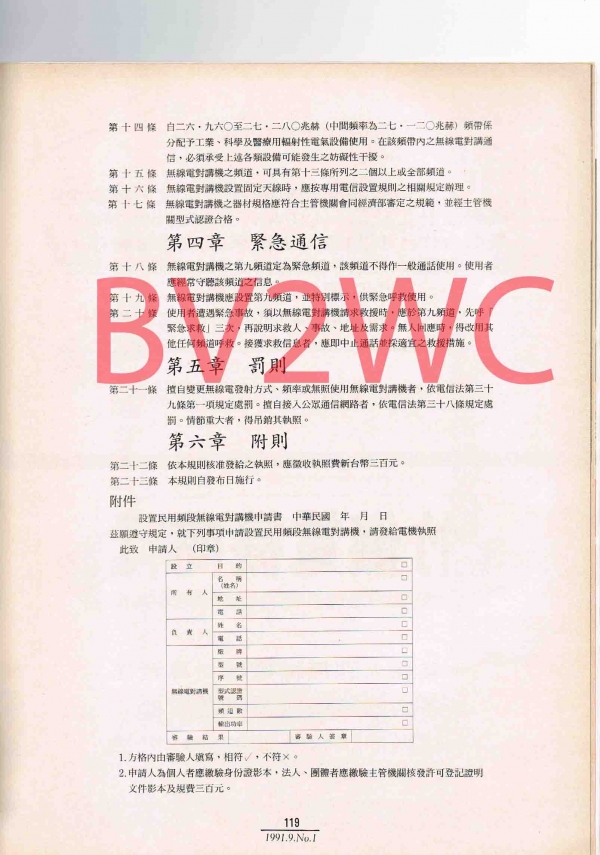 第十四條 自二六・九六○至二七・二八○兆赫（中間頻率為二七・一二○兆赫）頻帶係
分配予工業、科學及醫療用輻射性電氣設備使用。在該頻帶內之無線電對講通
信，必須承受上述各類設備可能發生之妨礙性干擾。
第十五條 無線電對講機之頻道，可具有第十三條所列之二個以上或全部頻道。
第十六條 無線電對講機設置固定天線時，應按專用電信設置規則之相關規定辦理。
第十七條 無線電對講機之器材規格應符合主管機關會同經濟部審定之規範，並經主管機
關型式認證合格。
第四章 緊急通信
第十八條 無線電對講機之第九頻道定為緊急頻道，該頻道不得作一般通話使用。使用者
應經常守聽該頻道之信息。
第十九條 無線電對講機應設置第九頻道，並特別標示，供緊急呼救使用。
第二十條 使用者遭遇緊急事故，須以無線電對講機請求救援時，應於第九頻道，先呼「
緊急求救」三次，再說明求救人、事故、地址及需求。無人回應時，得改用其
他任何頻道呼救。接獲求救信息者，應即中止通話並採適宜之救援措施。
BV2WC
第五章 罰則
第二十一條 擅自變更無線電發射方式、頻率或無照使用無線電對講機者，依電信法第三十
九條第一項規定處罰。擅自接入公眾通信網路者，依電信法第三十八條規定處
罰。情節重大者，得吊銷其執照。
第六章 附則
第二十二條 依本規則核准發給之執照，應徵收執照費新台幣三百元。
第二十三條 本規則自發布日施行。
附件
設置民用頻段無線電對講機申請書 中華民國 年 月 日
茲願遵守規定，就下列事項申請設置民用頻段無線電對講機，請發給電機執照
此致 申請人 （印章）
設立目的 □
所有人 名稱（姓名） □
地址 □
電話 □
負責人 姓名 □
電話 □
無線電對講機 廠牌 □
型號 □
序號 □
型式認證號碼 □
頻道數 □
輸出功率 □
審驗結果 審驗人簽章
1.方格內由審驗人填寫，相符✓，不符×。
2.申請人為個人者應繳驗身份證影本，法人、團體者應繳驗主管機關核發許可登記證明
文件影本及規費三百元。
119
1991.9.No.1